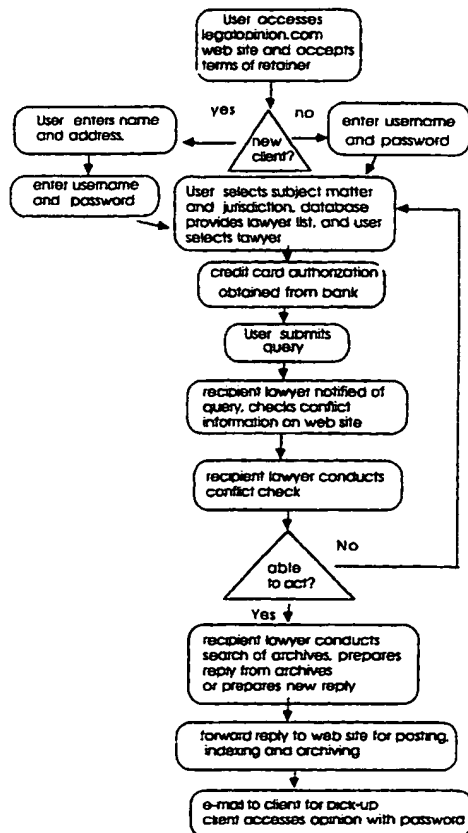 User accesses
legalopinion.com
web site and accepts
terms of retainer
yes
no
User enters name
and address.
new
client?
enter username
and password
enter username
and password
User selects subject matter
and jurisdiction, database
provides lawyer list, and user
selects lawyer
credit card authorization
obtained from bank
User submits
query
recipient lawyer notified of
query, checks conflict
information on web site
recipient lawyer conducts
conflict check
No
able
to act?
Yes
recipient lawyer conducts
search of archives, prepares
reply from archives
or prepares new reply
forward reply to web site for posting,
indexing and archiving
e-mail to client for pick-up
client accesses opinion with password